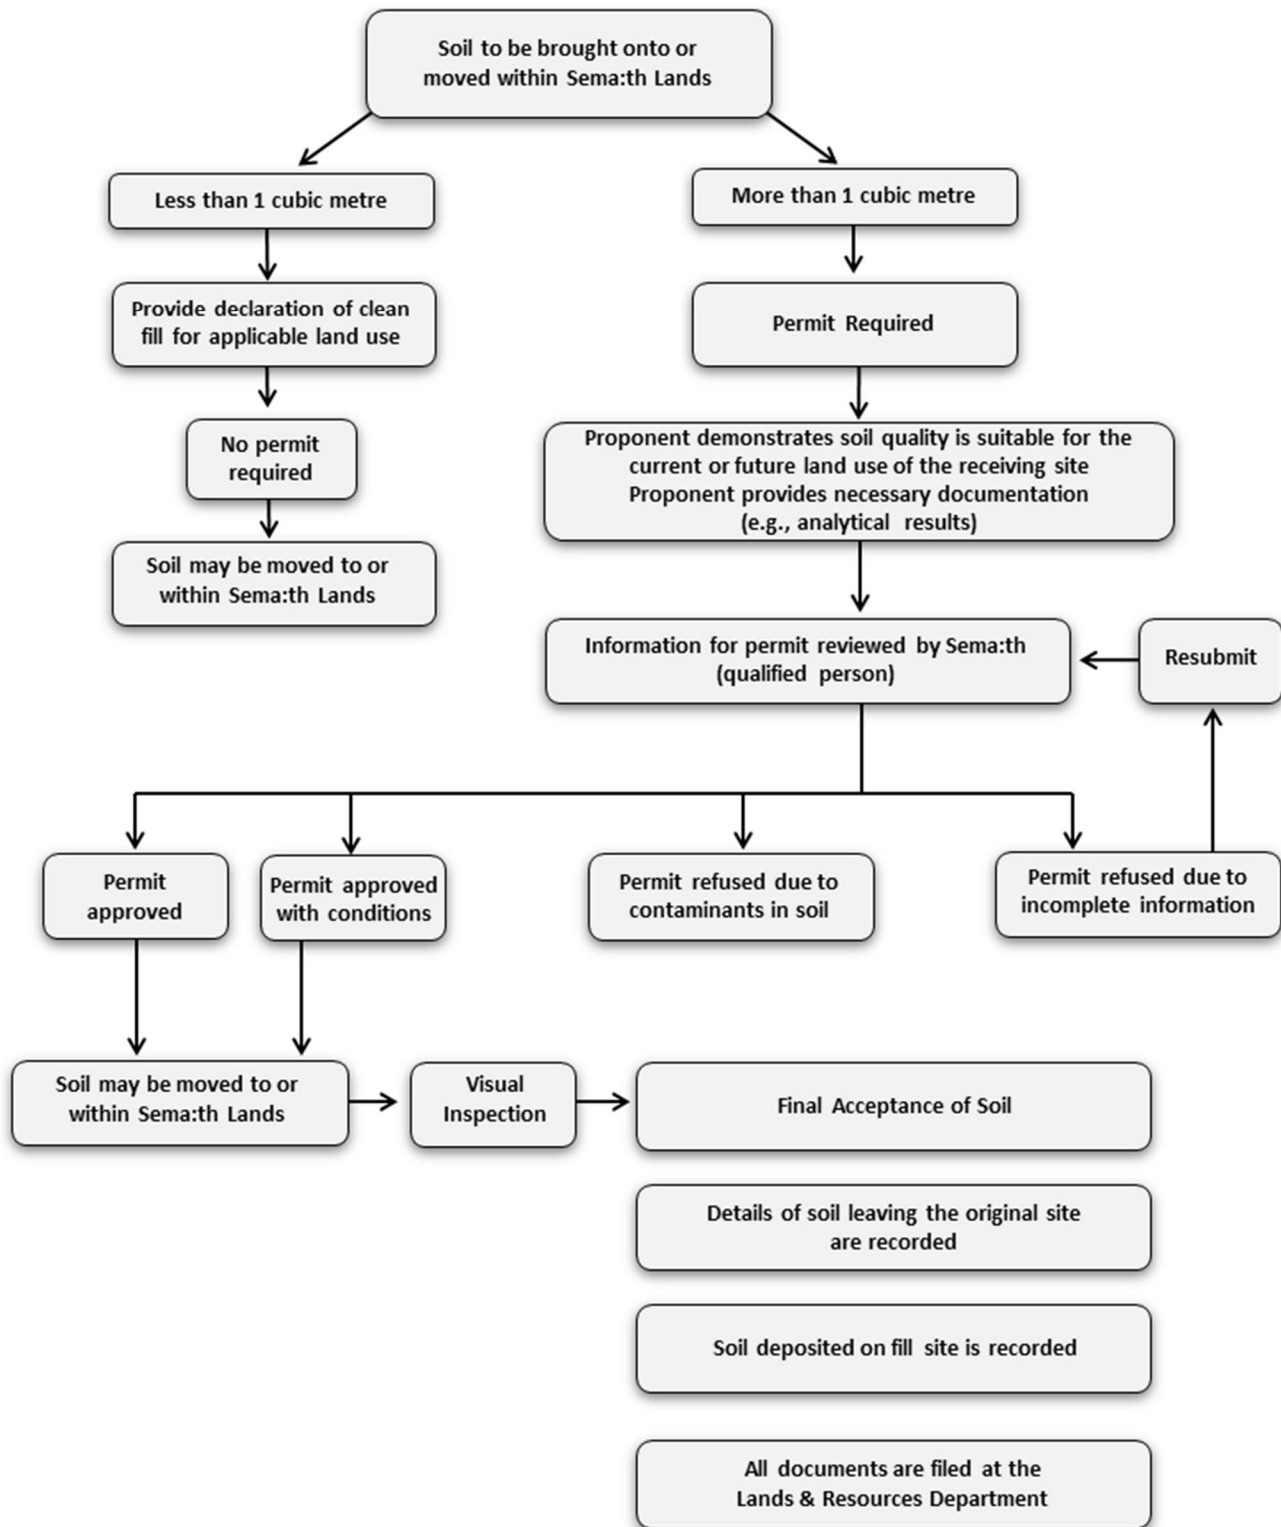 Soil to be brought onto or
moved within Sema:th Lands
Less than 1 cubic metre
More than 1 cubic metre
Provide declaration of clean
fill for applicable land use
Permit Required
No permit
required
Proponent demonstrates soil quality is suitable for the
current or future land use of the receiving site
Proponent provides necessary documentation
(e.g., analytical results)
Soil may be moved to or
within Sema:th Lands
Information for permit reviewed by Sema:th
(qualified person)
Resubmit
Permit
approved
Permit approved
with conditions
Permit refused due to
contaminants in soil
Permit refused due to
incomplete information
Soil may be moved to or
within Sema:th Lands
Visual
Inspection
Final Acceptance of Soil
Details of soil leaving the original site
are recorded
Soil deposited on fill site is recorded
All documents are filed at the
Lands & Resources Department